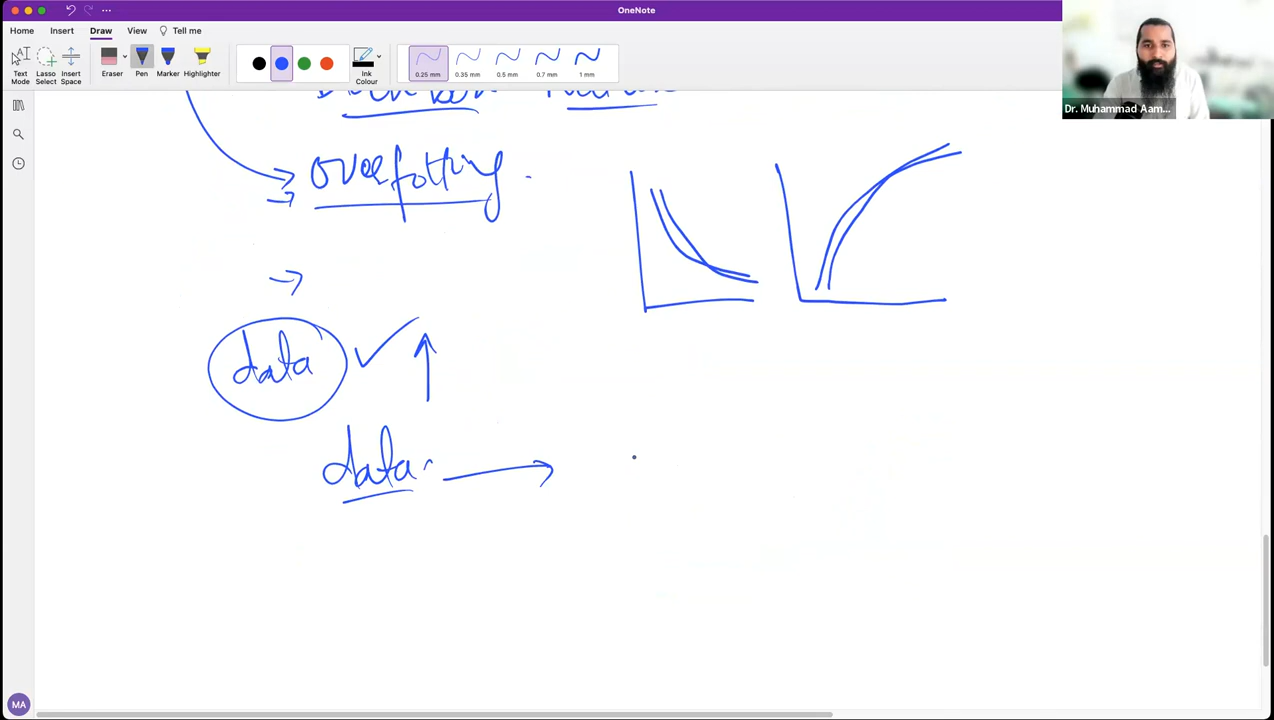 OneNote
Home Insert Draw View Tell me
Text Mode
Lasso Select
Insert Space
Eraser
Pen
Marker
Highlighter
Ink Colour
0.25 mm
0.35 mm
0.5 mm
0.7 mm
1 mm
Dr. Muhammad Aam...
→ overfotting.
→
→
data ✓ ↑
data →
MA